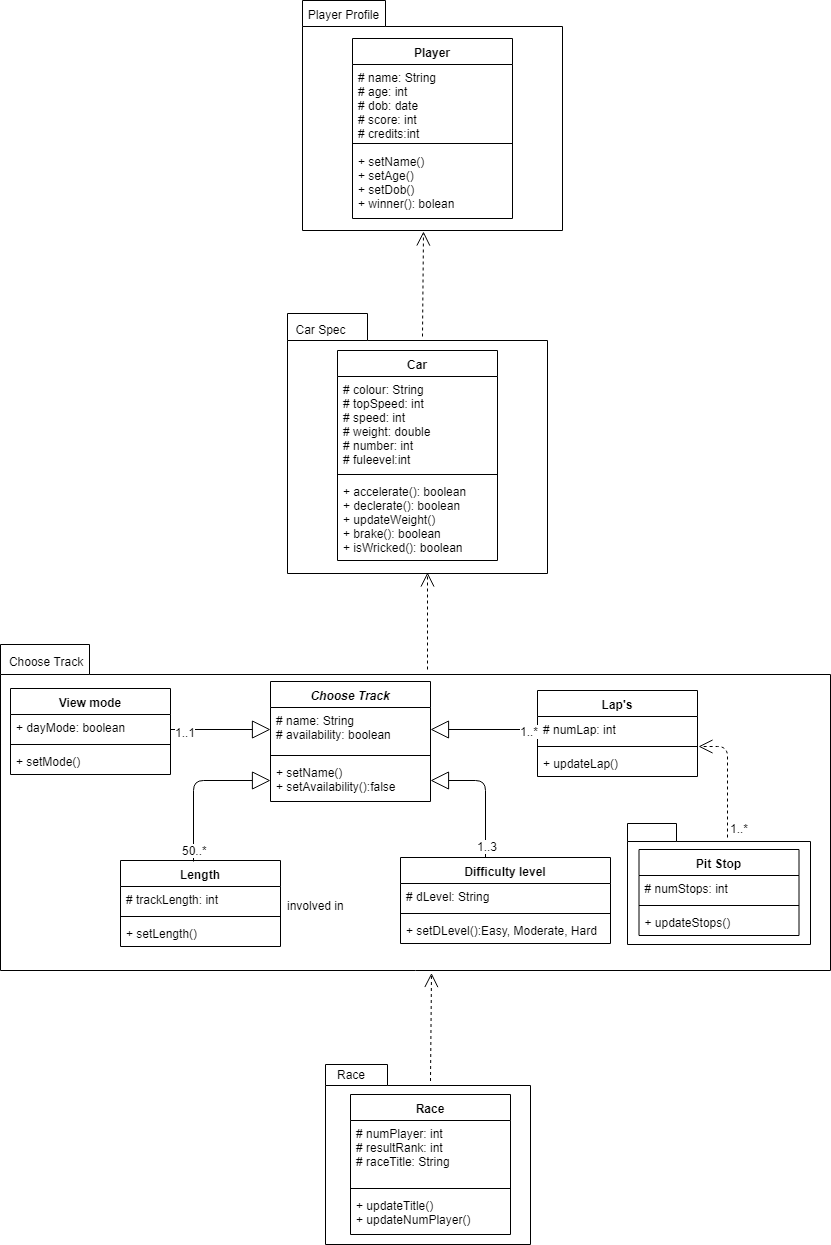 Player Profile
Player
# name: String
# age: int
# dob: date
# score: int
# credits:int
+ setName()
+ setAge()
+ setDob()
+ winner(): bolean
Car Spec
Car
# colour: String
# topSpeed: int
# speed: int
# weight: double
# number: int
# fuleevel:int
+ accelerate(): boolean
+ declerate(): boolean
+ updateWeight()
+ brake(): boolean
+ isWricked(): boolean
Choose Track
View mode
+ dayMode: boolean
+ setMode()
1..1
Choose Track
# name: String
# availability: boolean
+ setName()
+ setAvailability():false
1..*
Lap's
# numLap: int
+ updateLap()
50..*
Length
# trackLength: int
+ setLength()
involved in
1..3
Difficulty level
# dLevel: String
+ setDLevel():Easy, Moderate, Hard
1..*
Pit Stop
# numStops: int
+ updateStops()
Race
Race
# numPlayer: int
# resultRank: int
# raceTitle: String
+ updateTitle()
+ updateNumPlayer()